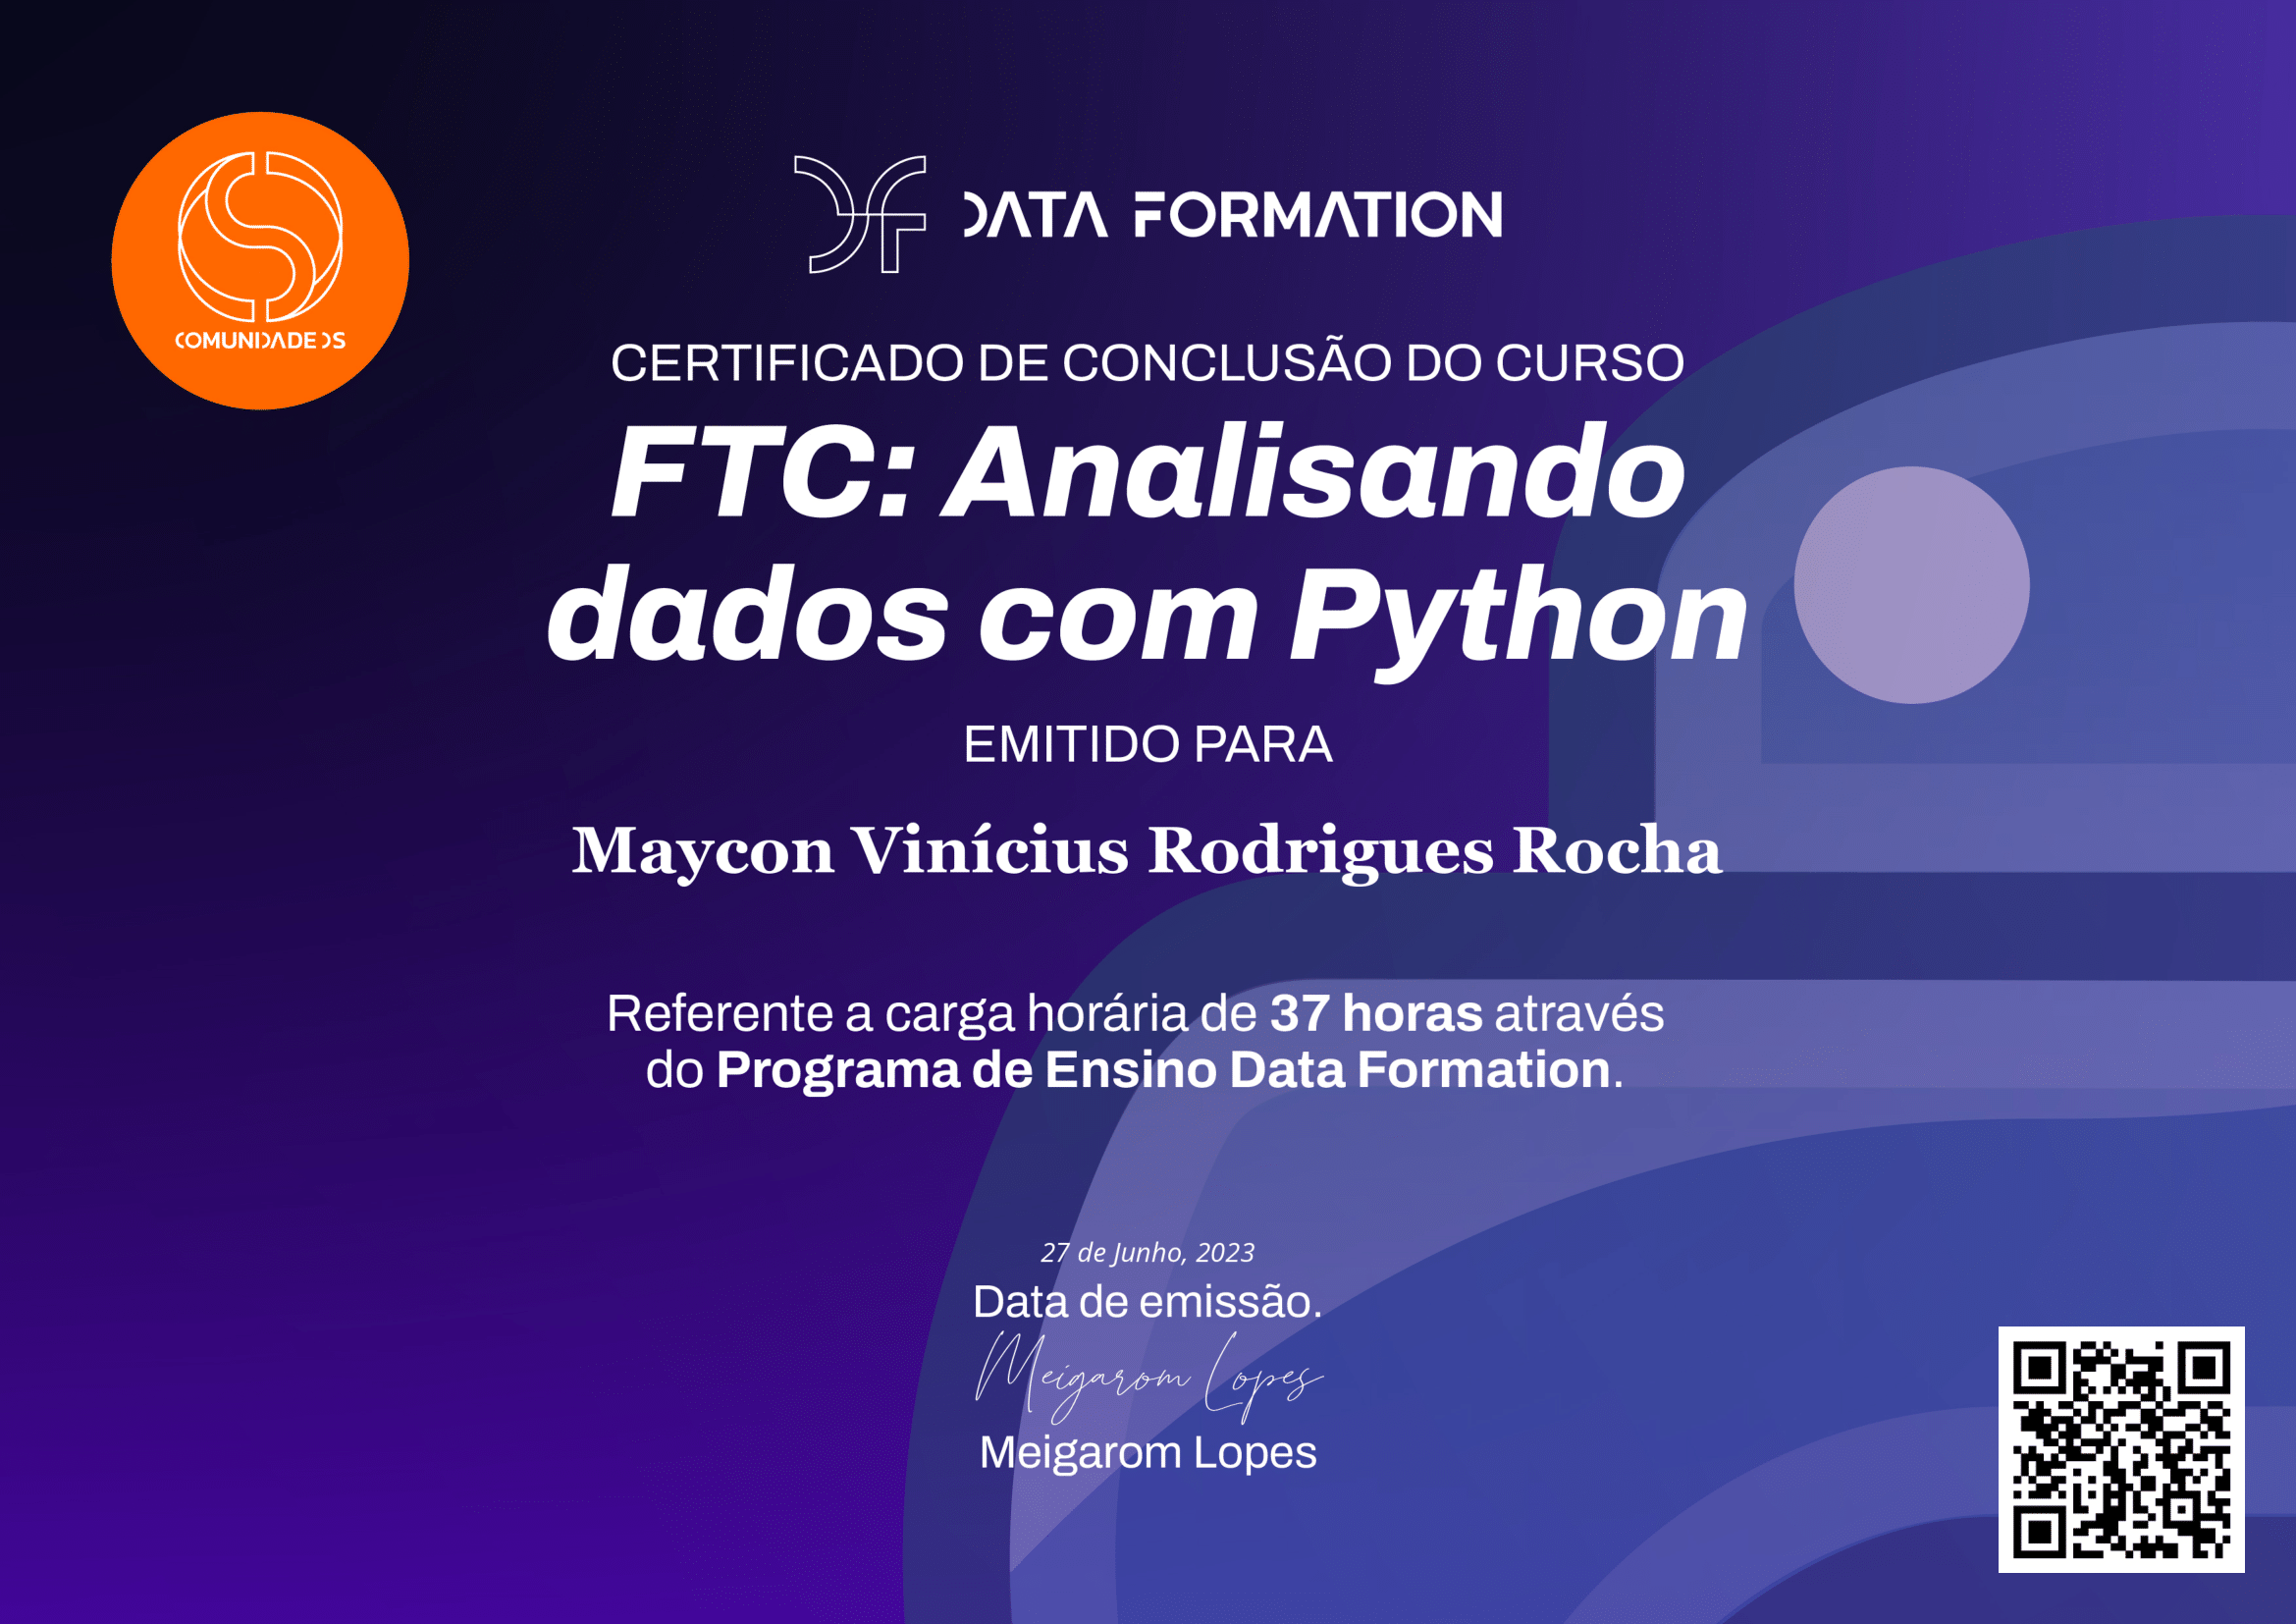 COMUNIDADE DS
DATA FORMATION
CERTIFICADO DE CONCLUSÃO DO CURSO
FTC: Analisando
dados com Python
EMITIDO PARA
Maycon Vinícius Rodrigues Rocha
Referente a carga horária de 37 horas através
do Programa de Ensino Data Formation.
27 de Junho, 2023
Data de emissão.
Meigarom Lopes
Meigarom Lopes